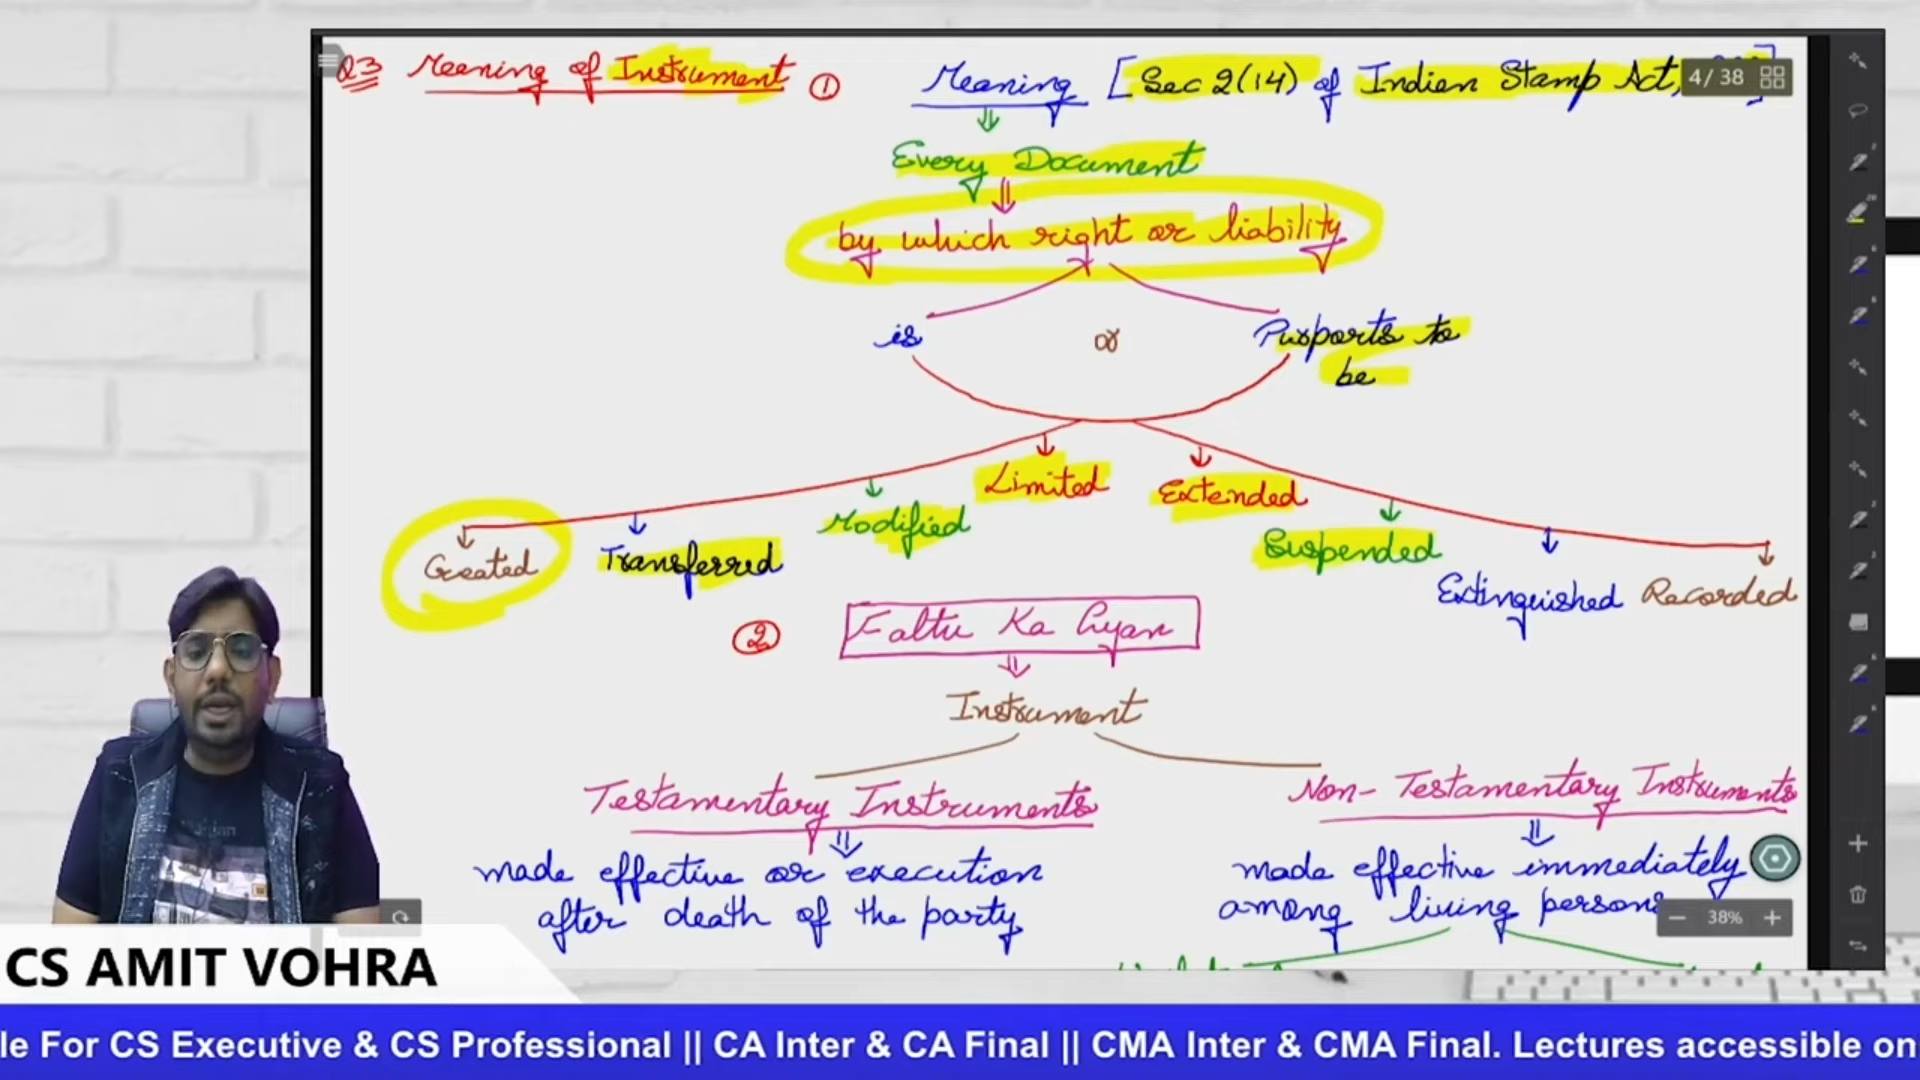 Q3 Meaning of Instrument ① Meaning [Sec 2(14) of Indian Stamp Act,
4 / 38
Every Document
by which right or liability
is or Purports to
be
Limited Extended
Modified Suspended
Created Transferred Extinguished Recorded
② Faltu Ka Gyan
Instrument
Testamentary Instruments Non-Testamentary Instruments
made effective or execution made effective immediately
after death of the party among living persons
38%
CS AMIT VOHRA
le For CS Executive & CS Professional || CA Inter & CA Final || CMA Inter & CMA Final. Lectures accessible on